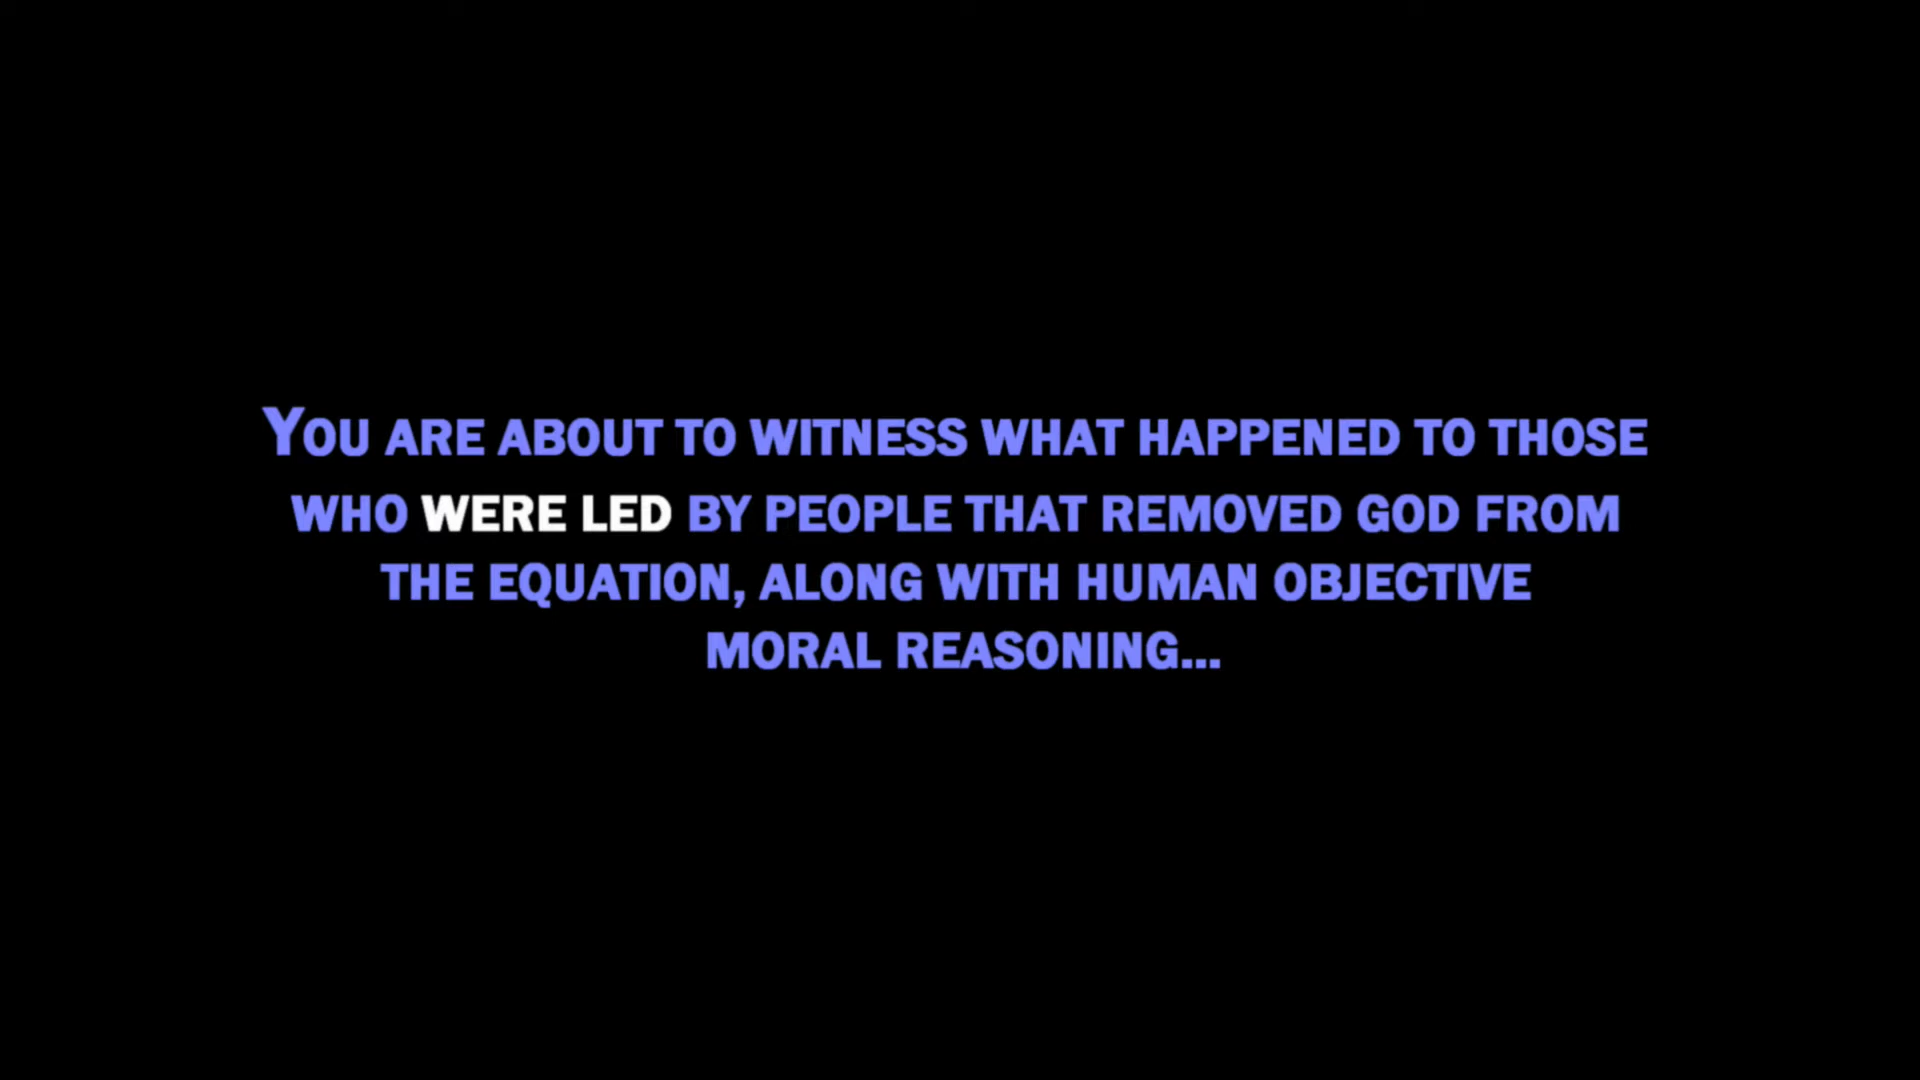 You are about to witness what happened to those
who were led by people that removed god from
the equation, along with human objective
moral reasoning...